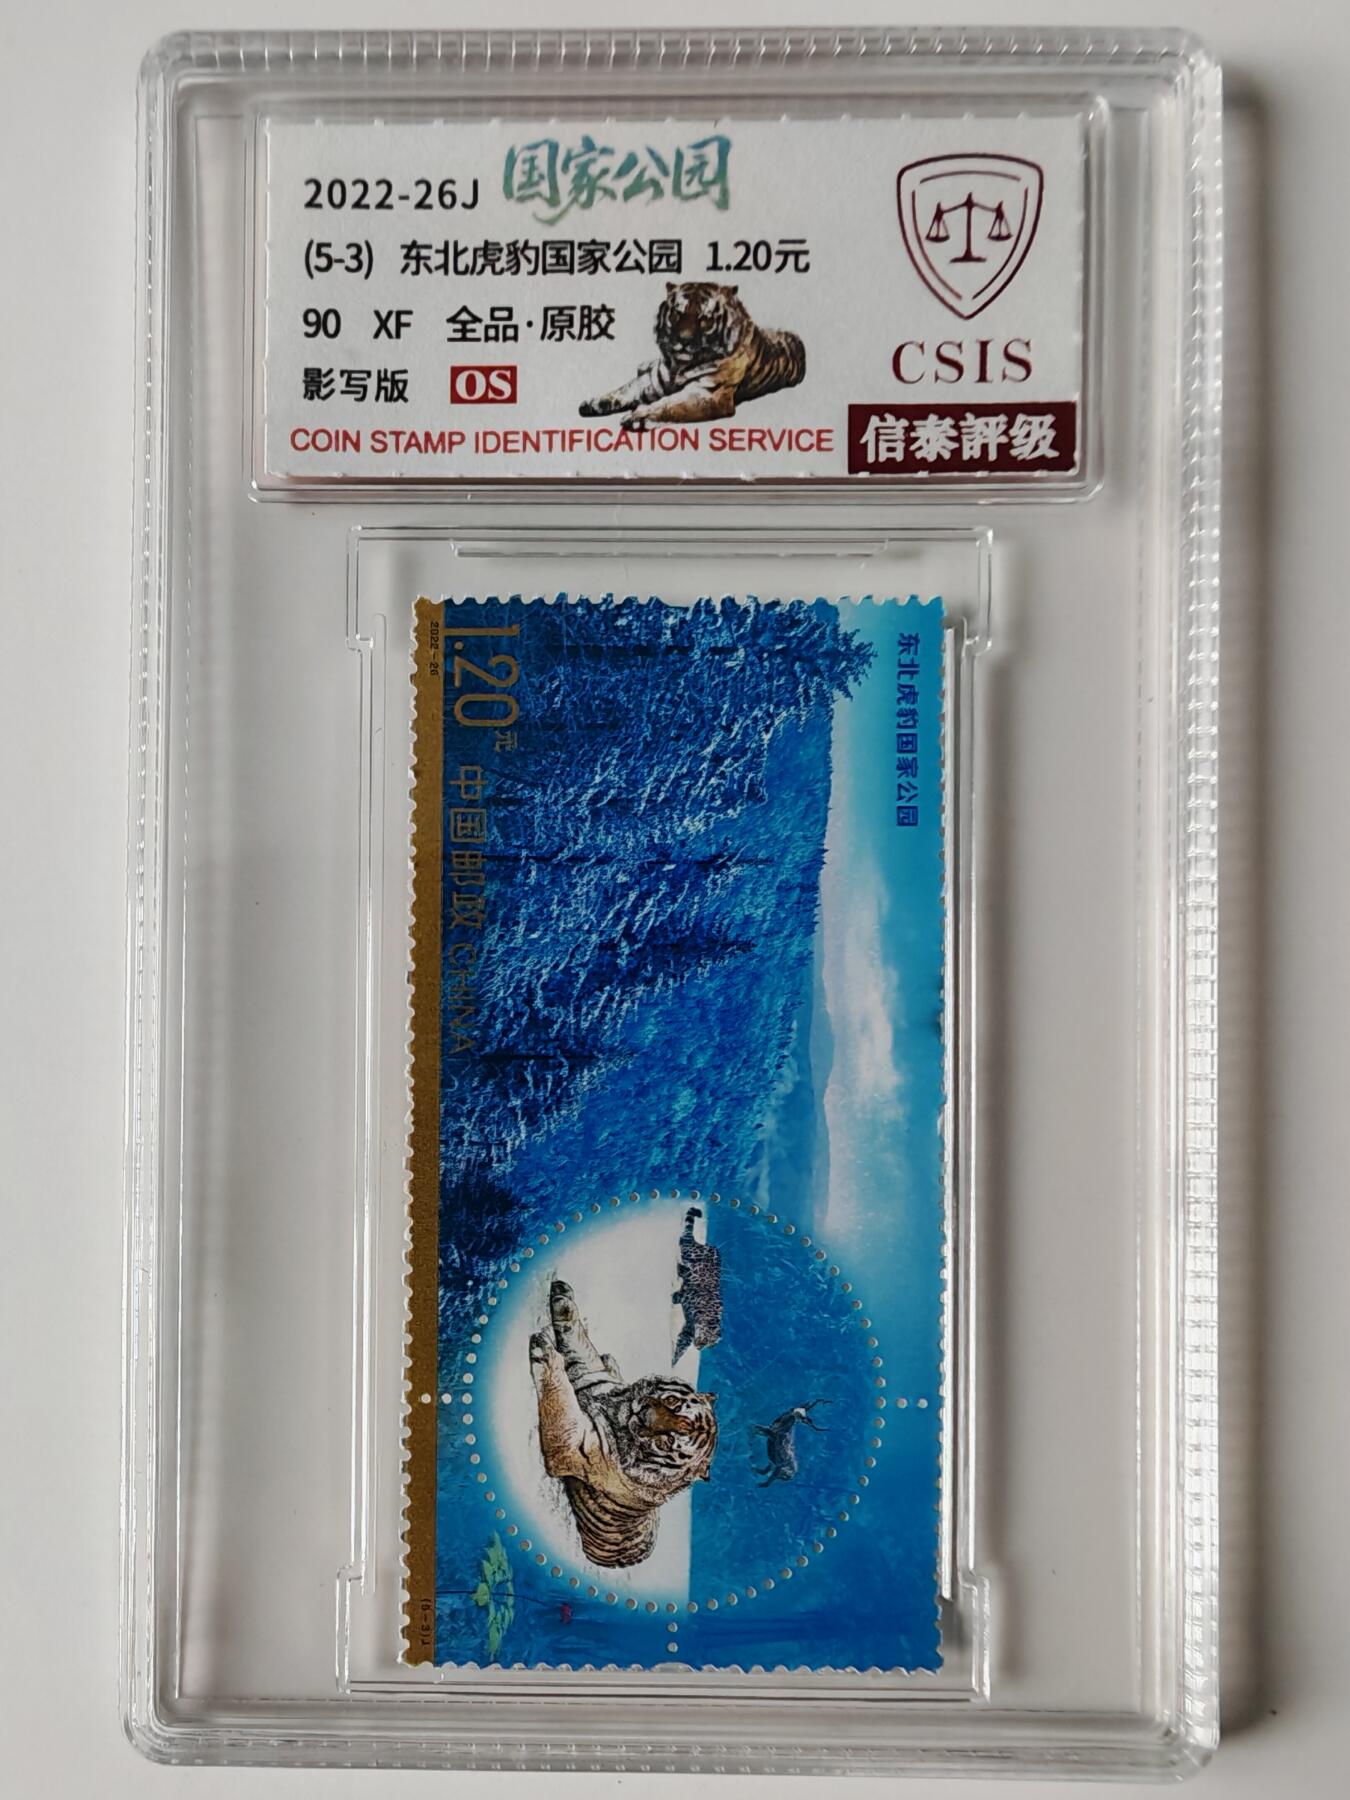 2022-26J 国家公园
(5-3) 东北虎豹国家公园 1.20元
90 XF 全品·原胶
影写版 OS
COIN STAMP IDENTIFICATION SERVICE
CSIS
信泰評级
东北虎豹国家公园
1.20元 中国邮政 CHINA
2022-26
(5-3)J